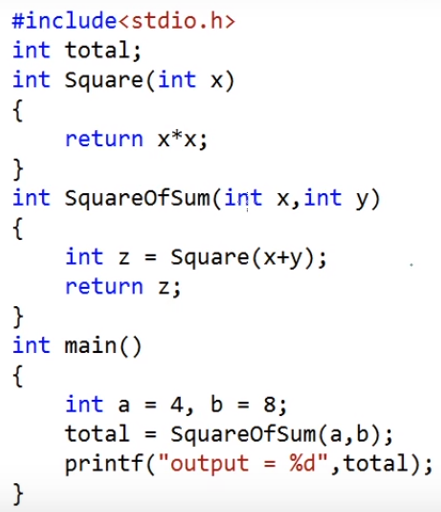 #include<stdio.h>
int total;
int Square(int x)
{
    return x*x;
}
int SquareOfSum(int x,int y)
{
    int z = Square(x+y);
    return z;
}
int main()
{
    int a = 4, b = 8;
    total = SquareOfSum(a,b);
    printf("output = %d",total);
}